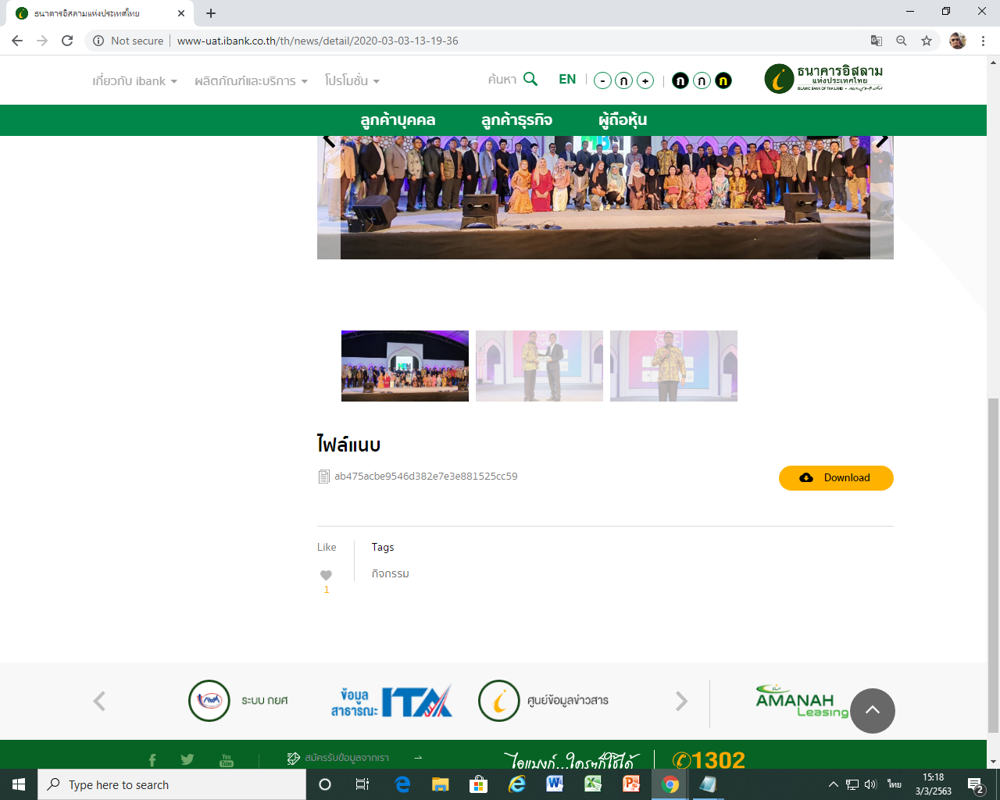 ธนาคารอิสลามแห่งประเทศไทย
Not secure
www-uat.ibank.co.th/th/news/detail/2020-03-03-13-19-36
เกี่ยวกับ ibank
ผลิตภัณฑ์และบริการ
โปรโมชั่น
ค้นหา
EN
- ก +
ก ก ก
ธนาคารอิสลาม
แห่งประเทศไทย
ISLAMIC BANK OF THAILAND
ลูกค้าบุคคล
ลูกค้าธุรกิจ
ผู้ถือหุ้น
ไฟล์แนบ
ab475acbe9546d382e7e3e881525cc59
Download
Like
Tags
กิจกรรม
1
ระบบ กยศ
ข้อมูล
สาธารณะ
ITA
ศูนย์ข้อมูลข่าวสาร
AMANAH
Leasing
You
Tube
สมัครรับข้อมูลจากเรา
ไอแบงก์...ใครๆก็ใช้ได้
1302
Type here to search
ไทย
15:18
3/3/2563
2